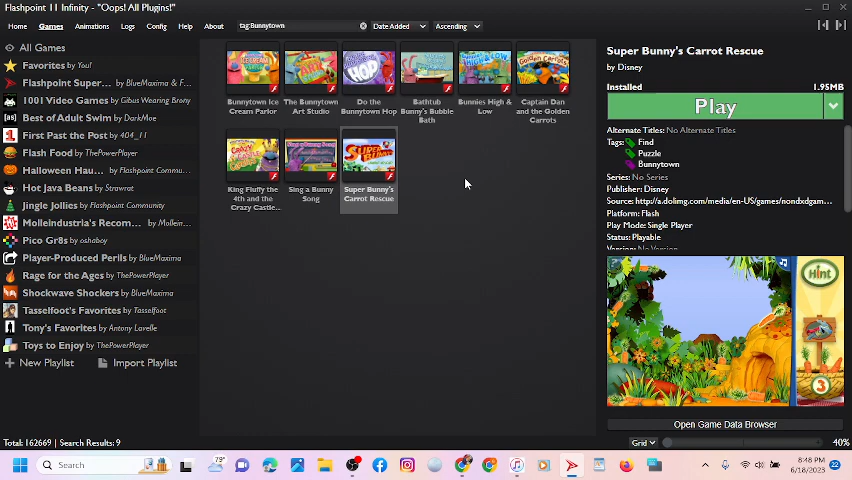 Flashpoint 11 Infinity - "Oops! All Plugins!"
Home Games Animations Logs Config Help About tag:Bunnytown Date Added Ascending
All Games
Favorites by You!
Flashpoint Super... by BlueMaxima & F...
1001 Video Games by Gibus Wearing Brony
Best of Adult Swim by DarkMoe
First Past the Post by 404_11
Flash Food by ThePowerPlayer
Halloween Hau... by Flashpoint Commu...
Hot Java Beans by Strawrat
Jingle Jollies by Flashpoint Community
Molleindustria's Recom... by Mollein...
Pico Gr8s by oshaboy
Player-Produced Perils by BlueMaxima
Rage for the Ages by ThePowerPlayer
Shockwave Shockers by BlueMaxima
Tasselfoot's Favorites by Tasselfoot
Tony's Favorites by Antony Lavelle
Toys to Enjoy by ThePowerPlayer
New Playlist Import Playlist
Bunnytown Ice Cream Parlor
The Bunnytown Art Studio
Do the Bunnytown Hop
Bathtub Bunny's Bubble Bath
Bunnies High & Low
Captain Dan and the Golden Carrots
King Fluffy the 4th and the Crazy Castle...
Sing a Bunny Song
Super Bunny's Carrot Rescue
Super Bunny's Carrot Rescue
by Disney
Installed 1.95MB
Play
Alternate Titles: No Alternate Titles
Tags: Find
Puzzle
Bunnytown
Series: No Series
Publisher: Disney
Source: http://a.dolimg.com/media/en-US/games/nondxdgam...
Platform: Flash
Play Mode: Single Player
Status: Playable
Version: No Version
Hint
3
Open Game Data Browser
Total: 162669 | Search Results: 9 Grid 40%
Search 79° 8:48 PM
6/18/2023 22